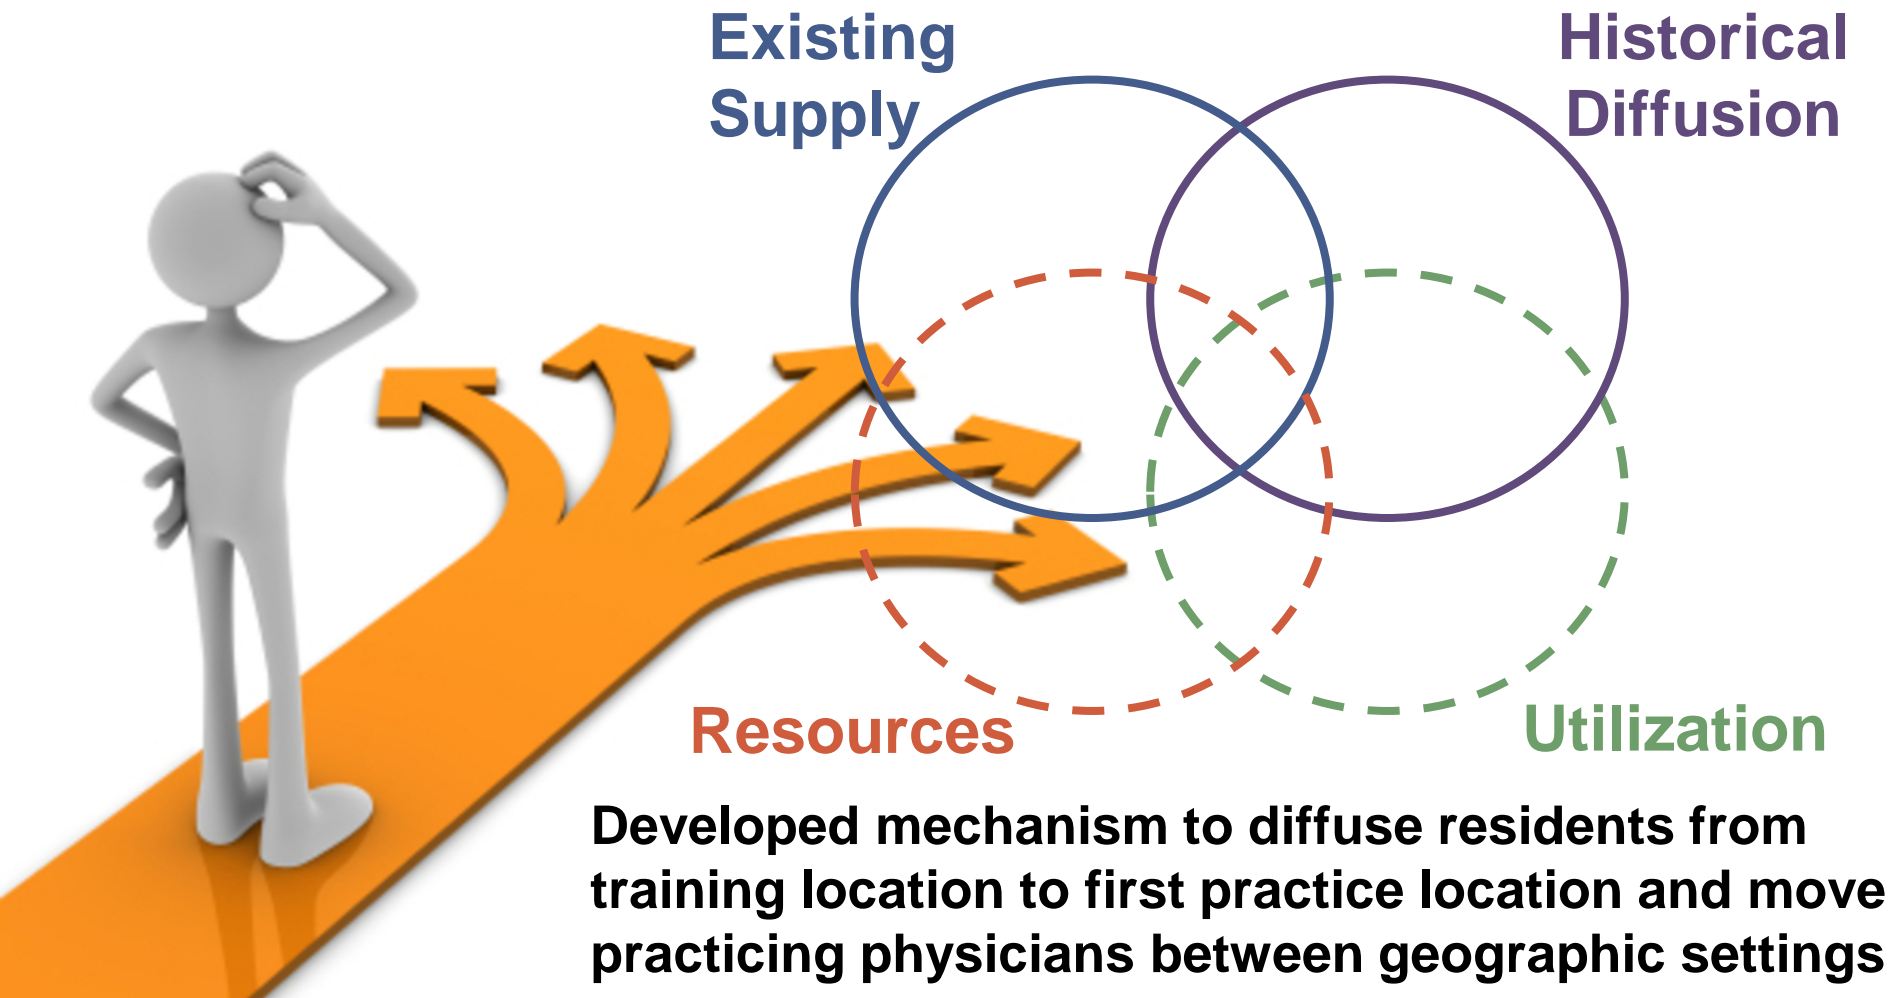 Existing
Supply
Historical
Diffusion
Resources
Utilization
Developed mechanism to diffuse residents from
training location to first practice location and move
practicing physicians between geographic settings